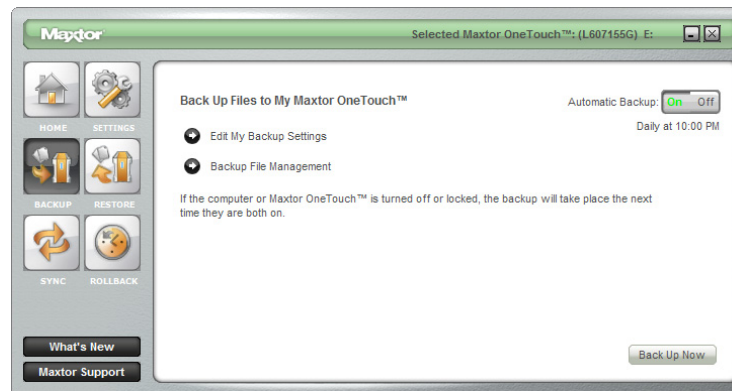 Maxtor
Selected Maxtor OneTouch™: (L607155G) E:
HOME
SETTINGS
BACKUP
RESTORE
SYNC
ROLLBACK
What's New
Maxtor Support
Back Up Files to My Maxtor OneTouch™
Automatic Backup: On Off
Daily at 10:00 PM
Edit My Backup Settings
Backup File Management
If the computer or Maxtor OneTouch™ is turned off or locked, the backup will take place the next
time they are both on.
Back Up Now